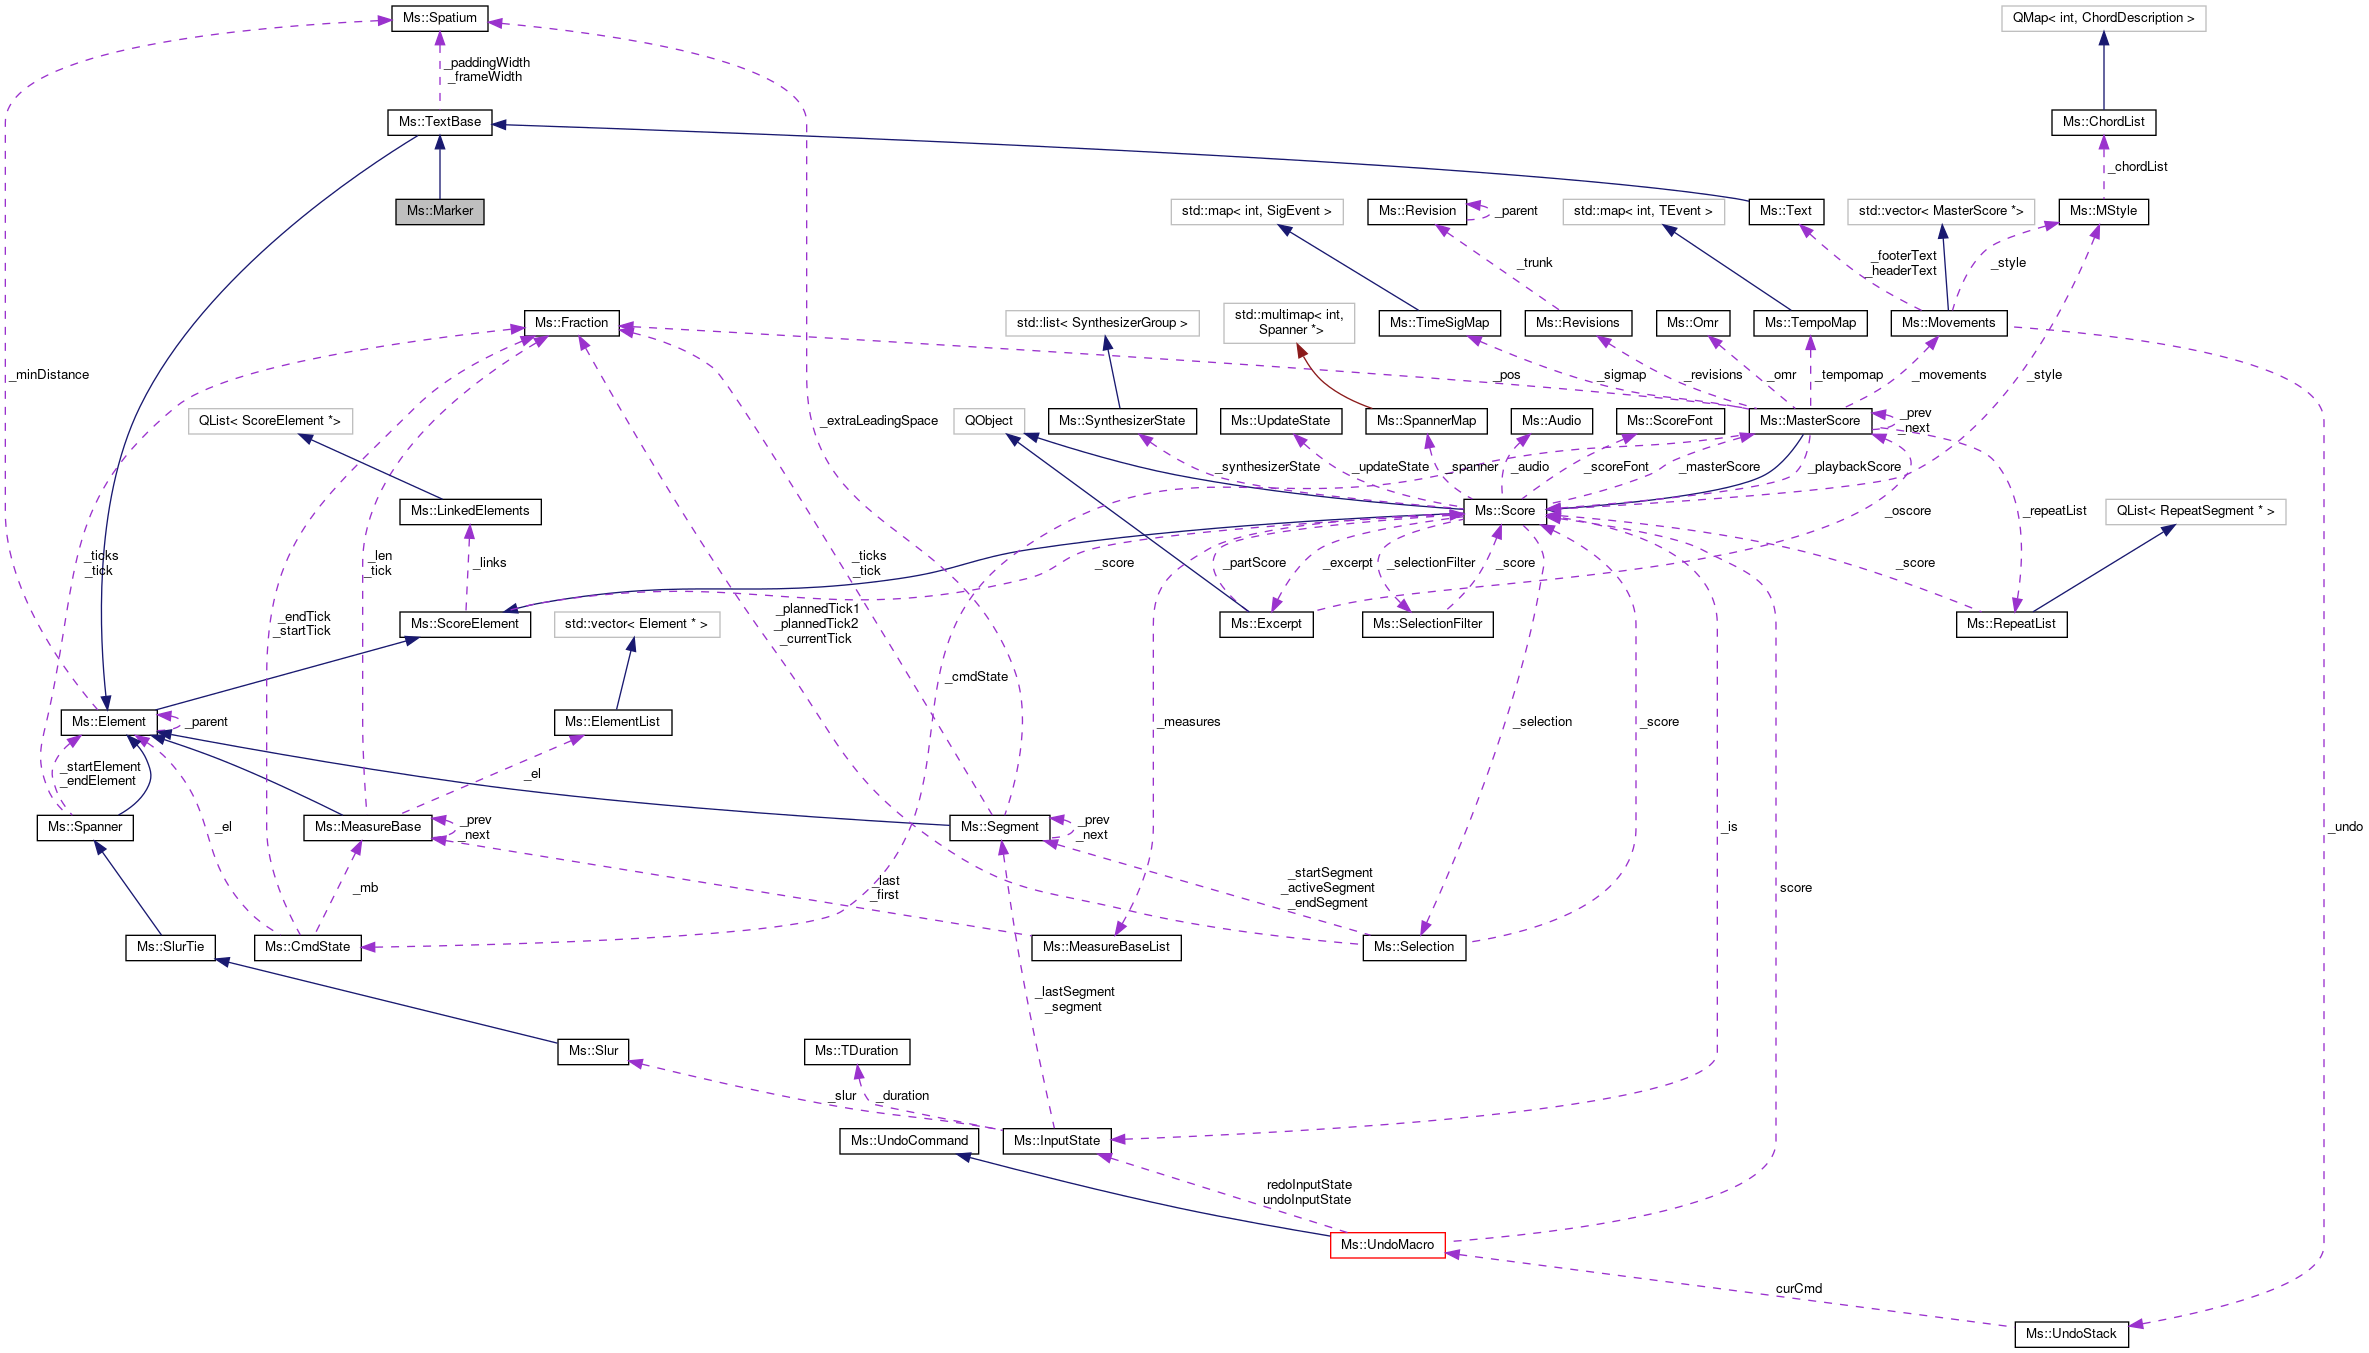 Ms::Spatium
QMap< int, ChordDescription >
_paddingWidth
_frameWidth
Ms::TextBase
Ms::ChordList
_chordList
Ms::Marker
std::map< int, SigEvent >
Ms::Revision
_parent
std::map< int, TEvent >
Ms::Text
std::vector< MasterScore *>
Ms::MStyle
_footerText
_headerText
_style
_trunk
Ms::Fraction
std::list< SynthesizerGroup >
std::multimap< int,
Spanner *>
Ms::TimeSigMap
Ms::Revisions
Ms::Omr
Ms::TempoMap
Ms::Movements
_minDistance
_pos
_sigmap
_revisions
_omr
_tempomap
_movements
_style
QList< ScoreElement *>
_extraLeadingSpace
QObject
Ms::SynthesizerState
Ms::UpdateState
Ms::SpannerMap
Ms::Audio
Ms::ScoreFont
Ms::MasterScore
_prev
_next
_synthesizerState
_updateState
_spanner
_audio
_scoreFont
_masterScore
_playbackScore
Ms::LinkedElements
Ms::Score
_oscore
_repeatList
QList< RepeatSegment * >
_ticks
_tick
_len
_tick
_links
_ticks
_tick
_score
_partScore
_excerpt
_selectionFilter
_score
_score
_endTick
_startTick
Ms::ScoreElement
std::vector< Element * >
_plannedTick1
_plannedTick2
_currentTick
Ms::Excerpt
Ms::SelectionFilter
Ms::RepeatList
_cmdState
Ms::Element
_parent
Ms::ElementList
_measures
_selection
_score
_startElement
_endElement
_el
Ms::Spanner
_el
Ms::MeasureBase
_prev
_next
Ms::Segment
_prev
_next
_is
_undo
_mb
_last
_first
_startSegment
_activeSegment
_endSegment
score
Ms::SlurTie
Ms::CmdState
Ms::MeasureBaseList
Ms::Selection
_lastSegment
_segment
Ms::Slur
Ms::TDuration
_slur
_duration
Ms::UndoCommand
Ms::InputState
redoInputState
undoInputState
Ms::UndoMacro
curCmd
Ms::UndoStack